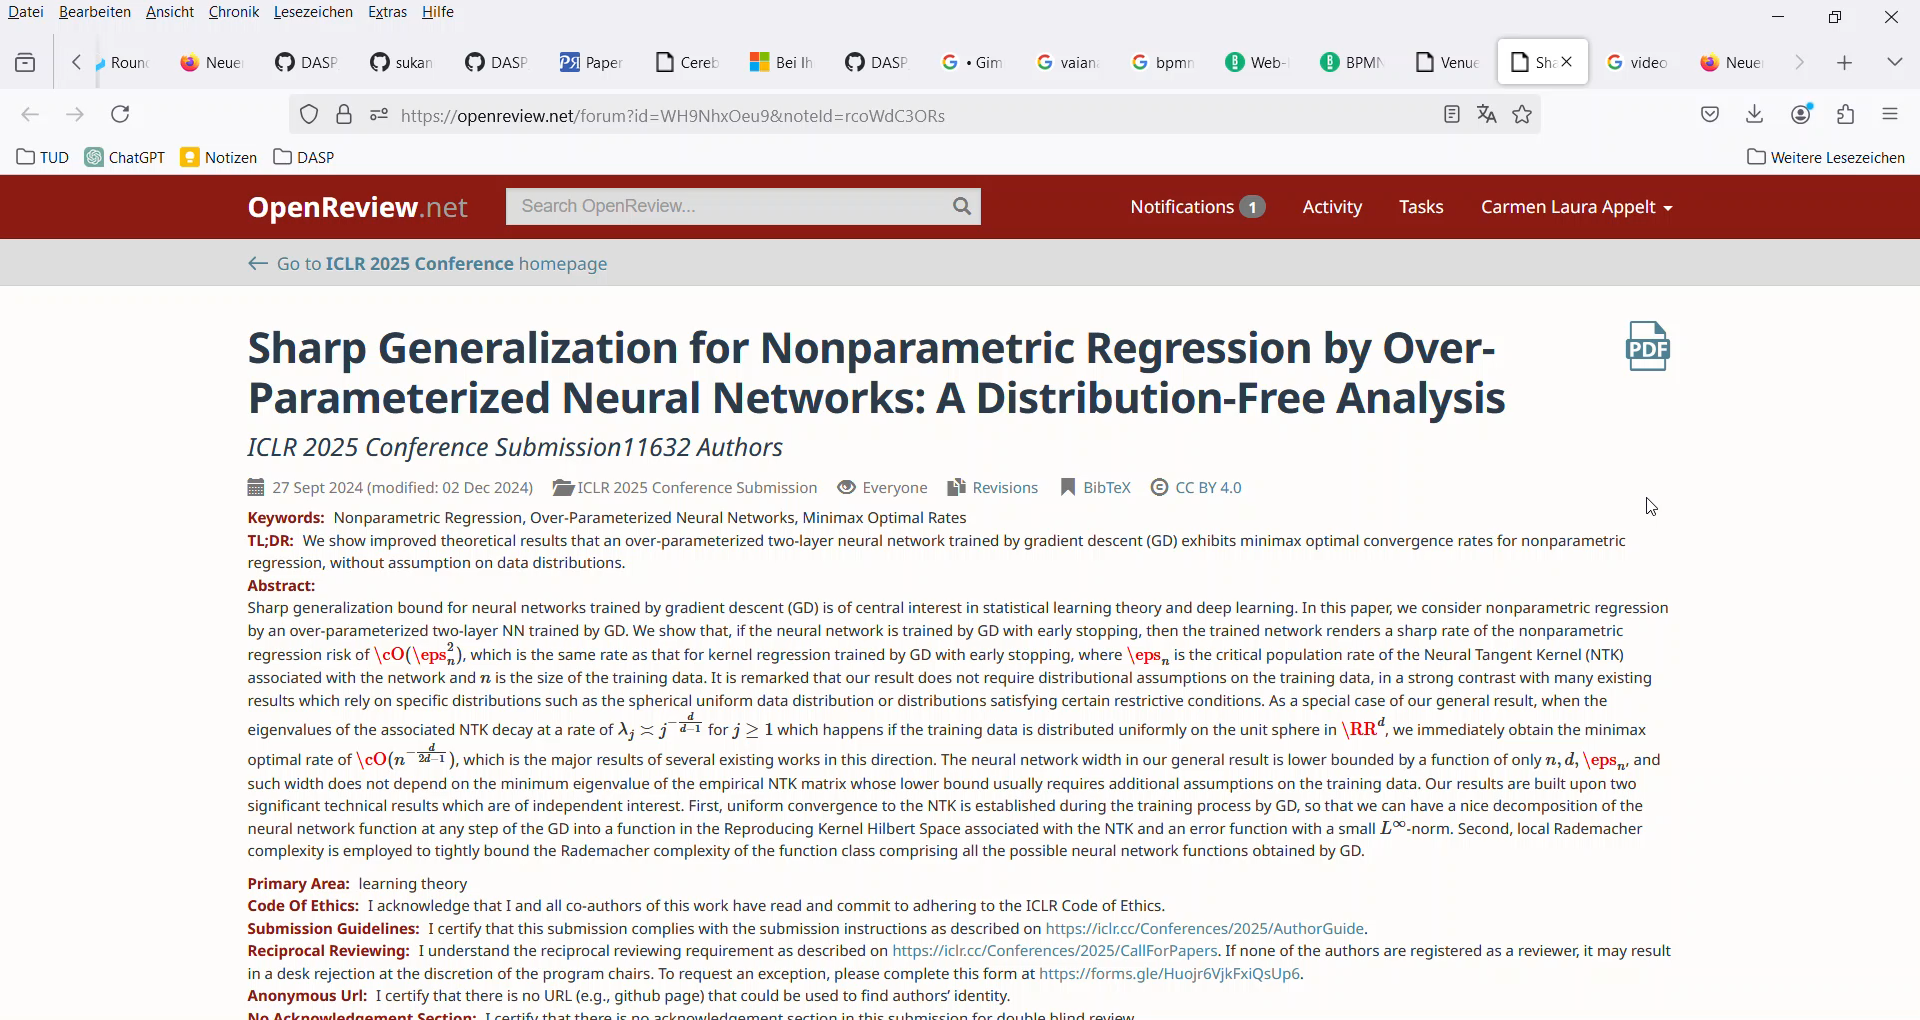 Datei Bearbeiten Ansicht Chronik Lesezeichen Extras Hilfe
Roun Neue DASP sukan DASP PЯ Paper Cereb Bei Ih DASP • Gim vaian bpmn Web- BPMN Venue Sh video Neue
https://openreview.net/forum?id=WH9NhxOeu9&noteId=rcoWdC3ORs
TUD ChatGPT Notizen DASP Weitere Lesezeichen
OpenReview.net Search OpenReview... Notifications 1 Activity Tasks Carmen Laura Appelt
← Go to ICLR 2025 Conference homepage
Sharp Generalization for Nonparametric Regression by Over-
PDF
Parameterized Neural Networks: A Distribution-Free Analysis
ICLR 2025 Conference Submission11632 Authors
27 Sept 2024 (modified: 02 Dec 2024) ICLR 2025 Conference Submission Everyone Revisions BibTeX © CC BY 4.0
Keywords: Nonparametric Regression, Over-Parameterized Neural Networks, Minimax Optimal Rates
TL;DR: We show improved theoretical results that an over-parameterized two-layer neural network trained by gradient descent (GD) exhibits minimax optimal convergence rates for nonparametric
regression, without assumption on data distributions.
Abstract:
Sharp generalization bound for neural networks trained by gradient descent (GD) is of central interest in statistical learning theory and deep learning. In this paper, we consider nonparametric regression
by an over-parameterized two-layer NN trained by GD. We show that, if the neural network is trained by GD with early stopping, then the trained network renders a sharp rate of the nonparametric
regression risk of \cO(\eps_n^2), which is the same rate as that for kernel regression trained by GD with early stopping, where \eps_n is the critical population rate of the Neural Tangent Kernel (NTK)
associated with the network and n is the size of the training data. It is remarked that our result does not require distributional assumptions on the training data, in a strong contrast with many existing
results which rely on specific distributions such as the spherical uniform data distribution or distributions satisfying certain restrictive conditions. As a special case of our general result, when the
eigenvalues of the associated NTK decay at a rate of λ_j ≍ j^{-d/(d-1)} for j ≥ 1 which happens if the training data is distributed uniformly on the unit sphere in \RR^d, we immediately obtain the minimax
optimal rate of \cO(n^{-d/(2d-1)}), which is the major results of several existing works in this direction. The neural network width in our general result is lower bounded by a function of only n, d, \eps_n, and
such width does not depend on the minimum eigenvalue of the empirical NTK matrix whose lower bound usually requires additional assumptions on the training data. Our results are built upon two
significant technical results which are of independent interest. First, uniform convergence to the NTK is established during the training process by GD, so that we can have a nice decomposition of the
neural network function at any step of the GD into a function in the Reproducing Kernel Hilbert Space associated with the NTK and an error function with a small L^∞-norm. Second, local Rademacher
complexity is employed to tightly bound the Rademacher complexity of the function class comprising all the possible neural network functions obtained by GD.
Primary Area: learning theory
Code Of Ethics: I acknowledge that I and all co-authors of this work have read and commit to adhering to the ICLR Code of Ethics.
Submission Guidelines: I certify that this submission complies with the submission instructions as described on https://iclr.cc/Conferences/2025/AuthorGuide.
Reciprocal Reviewing: I understand the reciprocal reviewing requirement as described on https://iclr.cc/Conferences/2025/CallForPapers. If none of the authors are registered as a reviewer, it may result
in a desk rejection at the discretion of the program chairs. To request an exception, please complete this form at https://forms.gle/Huojr6VjkFxiQsUp6.
Anonymous Url: I certify that there is no URL (e.g., github page) that could be used to find authors' identity.
No Acknowledgement Section: I certify that there is no acknowledgement section in this submission for double blind review.